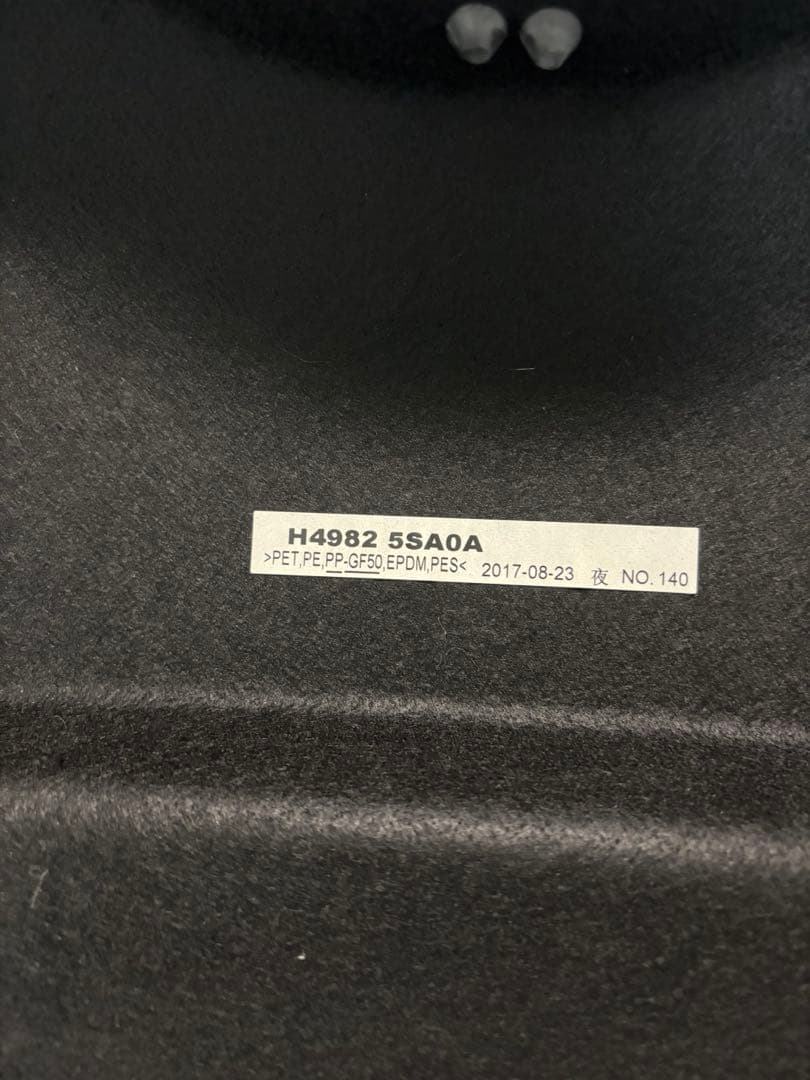 H4982 5SA0A
>PET,PE,PP-GF50,EPDM,PES< 2017-08-23 夜 NO.140